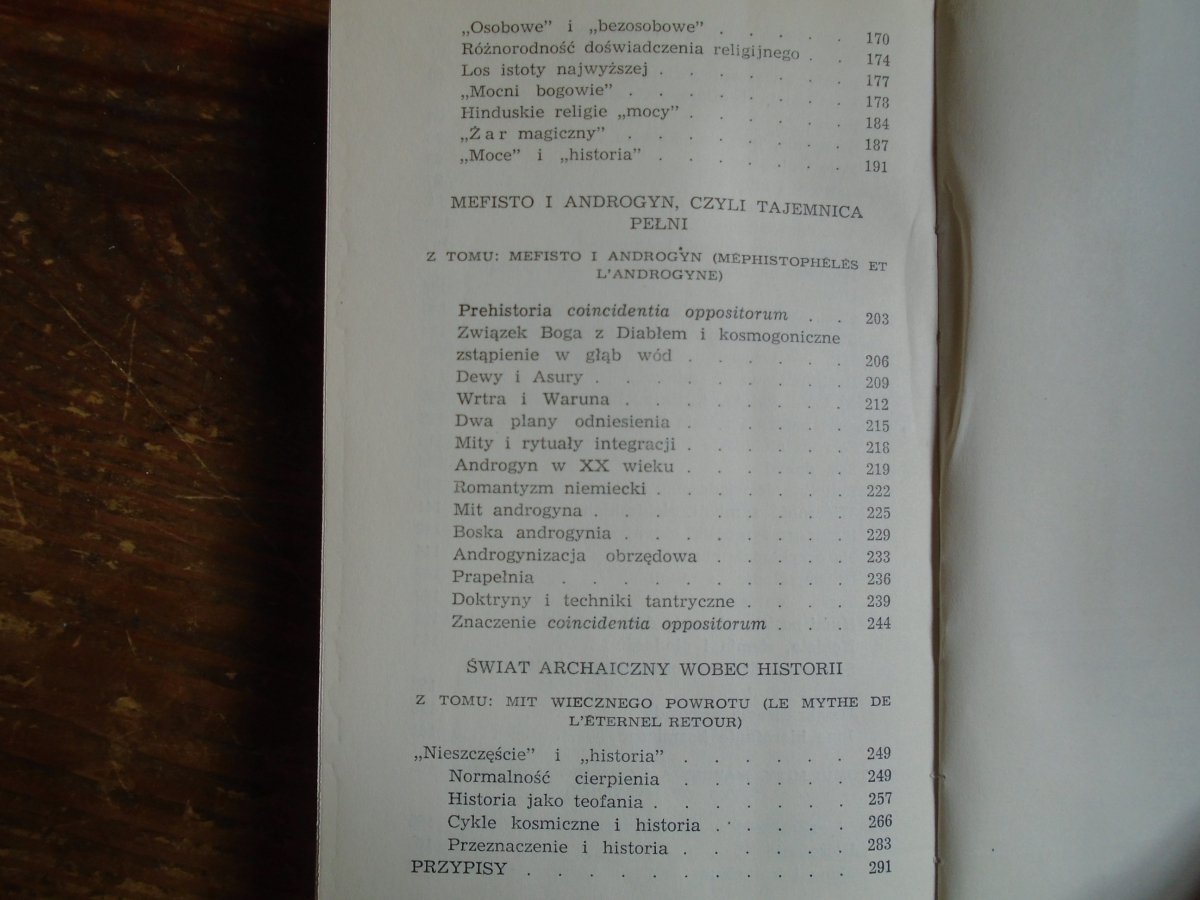 „Osobowe” i „bezosobowe” . . . . . 170
Różnorodność doświadczenia religijnego . . 174
Los istoty najwyższej . . . . . . . 177
„Mocni bogowie” . . . . . . . . 178
Hinduskie religie „mocy” . . . . . . 184
„Żar magiczny” . . . . . . . . 187
„Moce” i „historia” . . . . . . . 191
MEFISTO I ANDROGYN, CZYLI TAJEMNICA
PEŁNI
Z TOMU: MEFISTO I ANDROGYN (MÉPHISTOPHÉLÈS ET
L'ANDROGYNE)
Prehistoria coincidentia oppositorum . . 203
Związek Boga z Diabłem i kosmogoniczne
zstąpienie w głąb wód . . . . . . 206
Dewy i Asury . . . . . . . . . 209
Wrtra i Waruna . . . . . . . . 212
Dwa plany odniesienia . . . . . . 215
Mity i rytuały integracji . . . . . . 218
Androgyn w XX wieku . . . . . . 219
Romantyzm niemiecki . . . . . . . 222
Mit androgyna . . . . . . . . 225
Boska androgynia . . . . . . . . 229
Androgynizacja obrzędowa . . . . . 233
Prapełnia . . . . . . . . . . 236
Doktryny i techniki tantryczne . . . . 239
Znaczenie coincidentia oppositorum . . . 244
ŚWIAT ARCHAICZNY WOBEC HISTORII
Z TOMU: MIT WIECZNEGO POWROTU (LE MYTHE DE
L'ÉTERNEL RETOUR)
„Nieszczęście” i „historia” . . . . . . 249
Normalność cierpienia . . . . . . 249
Historia jako teofania . . . . . . . 257
Cykle kosmiczne i historia . . . . . 266
Przeznaczenie i historia . . . . . . 283
PRZYPISY . . . . . . . . . . . 291